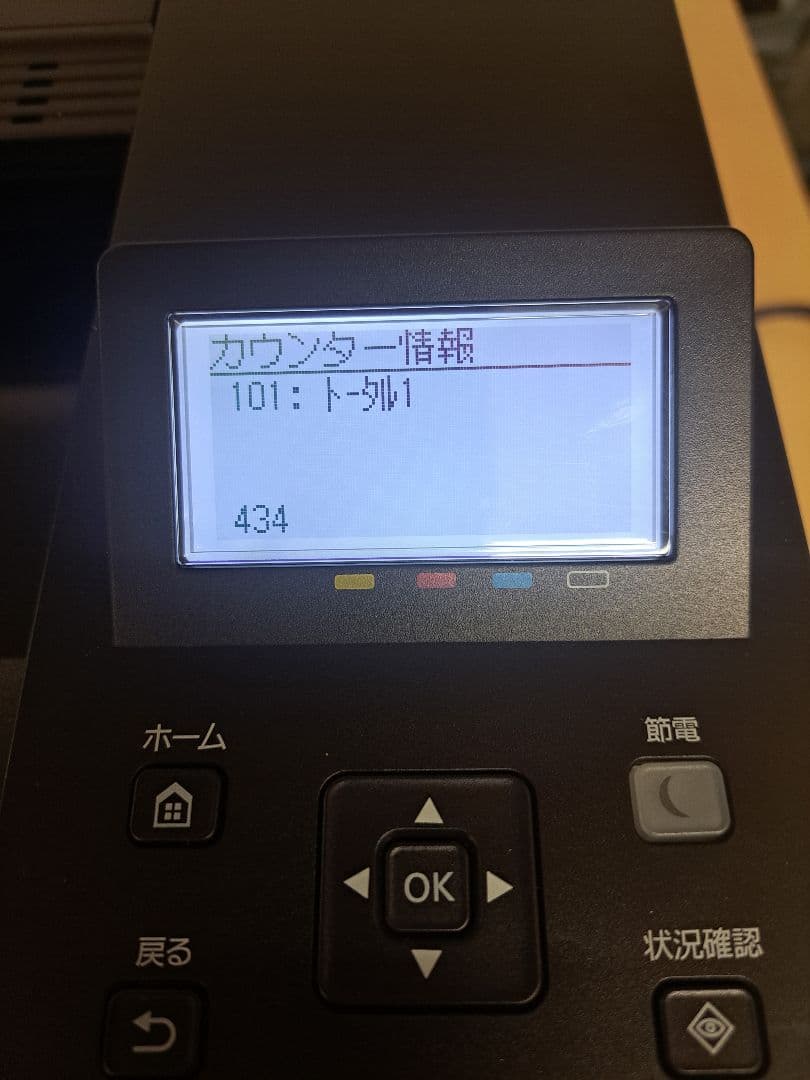 カウンター情報
101: ﾄｰﾀﾙ1
434
ホーム
節電
OK
戻る
状況確認